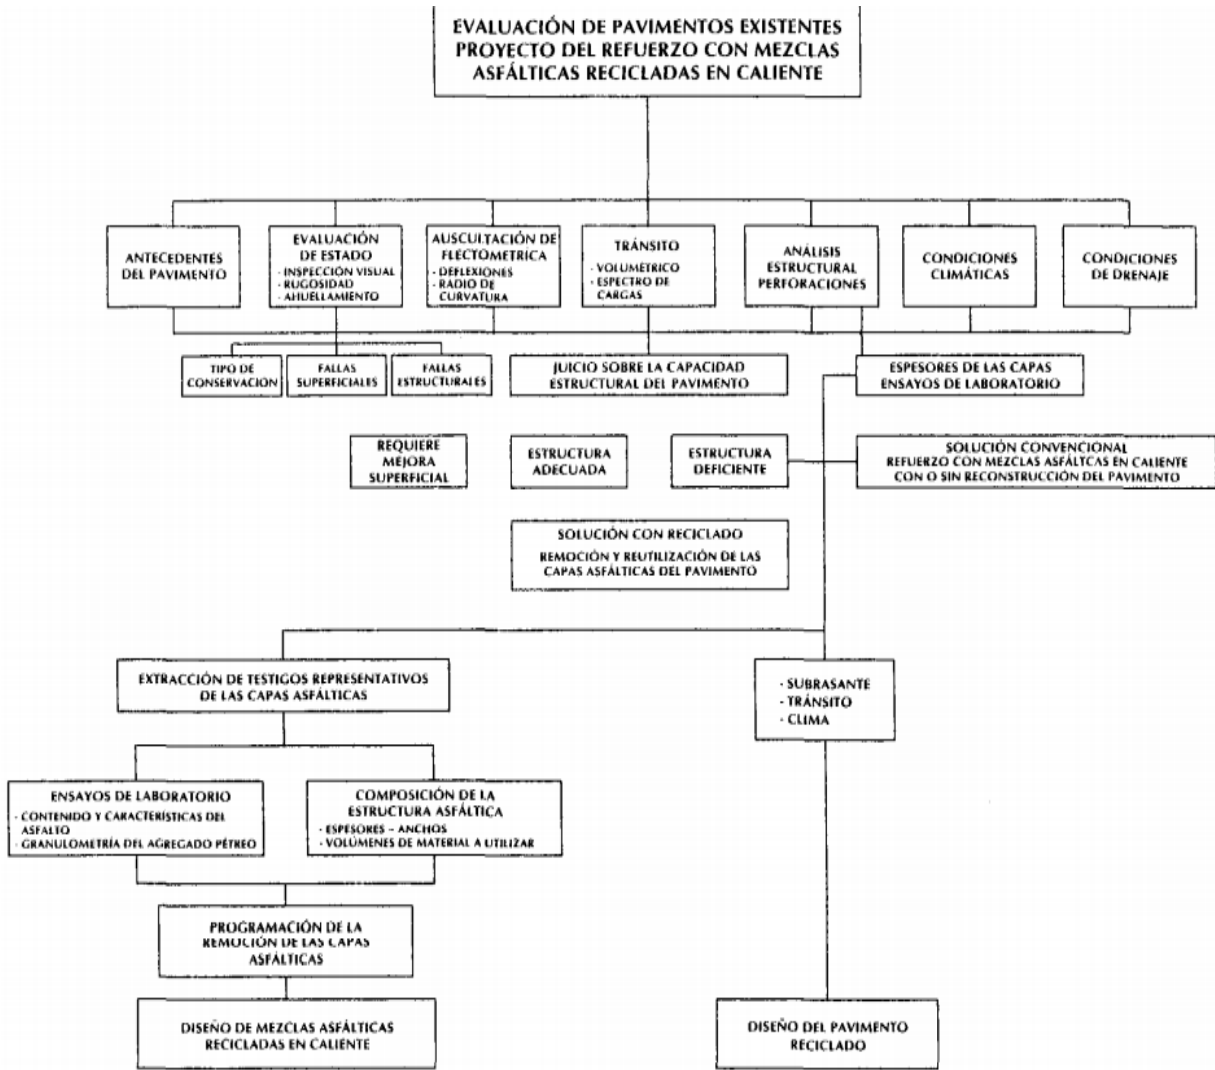 EVALUACIÓN DE PAVIMENTOS EXISTENTES
PROYECTO DEL REFUERZO CON MEZCLAS
ASFÁLTICAS RECICLADAS EN CALIENTE
ANTECEDENTES
DEL PAVIMENTO
EVALUACIÓN
DE ESTADO
· INSPECCIÓN VISUAL
· RUGOSIDAD
· AHUELLAMIENTO
AUSCULTACIÓN DE
FLECTOMETRICA
· DEFLEXIONES
· RADIO DE
CURVATURA
TRÁNSITO
· VOLUMÉTRICO
· ESPECTRO DE
CARGAS
ANÁLISIS
ESTRUCTURAL
PERFORACIONES
CONDICIONES
CLIMÁTICAS
CONDICIONES
DE DRENAJE
TIPO DE
CONSERVACIÓN
FALLAS
SUPERFICIALES
FALLAS
ESTRUCTURALES
JUICIO SOBRE LA CAPACIDAD
ESTRUCTURAL DEL PAVIMENTO
ESPESORES DE LAS CAPAS
ENSAYOS DE LABORATORIO
REQUIERE
MEJORA
SUPERFICIAL
ESTRUCTURA
ADECUADA
ESTRUCTURA
DEFICIENTE
SOLUCIÓN CONVENCIONAL
REFUERZO CON MEZCLAS ASFÁLTCAS EN CALIENTE
CON O SIN RECONSTRUCCIÓN DEL PAVIMENTO
SOLUCIÓN CON RECICLADO
REMOCIÓN Y REUTILIZACIÓN DE LAS
CAPAS ASFÁLTICAS DEL PAVIMENTO
EXTRACCIÓN DE TESTIGOS REPRESENTATIVOS
DE LAS CAPAS ASFÁLTICAS
· SUBRASANTE
· TRÁNSITO
· CLIMA
ENSAYOS DE LABORATORIO
· CONTENIDO Y CARACTERÍSTICAS DEL
ASFALTO
· GRANULOMETRÍA DEL AGREGADO PÉTREO
COMPOSICIÓN DE LA
ESTRUCTURA ASFÁLTICA
· ESPESORES – ANCHOS
· VOLÚMENES DE MATERIAL A UTILIZAR
PROGRAMACIÓN DE LA
REMOCIÓN DE LAS CAPAS
ASFÁLTICAS
DISEÑO DE MEZCLAS ASFÁLTICAS
RECICLADAS EN CALIENTE
DISEÑO DEL PAVIMENTO
RECICLADO